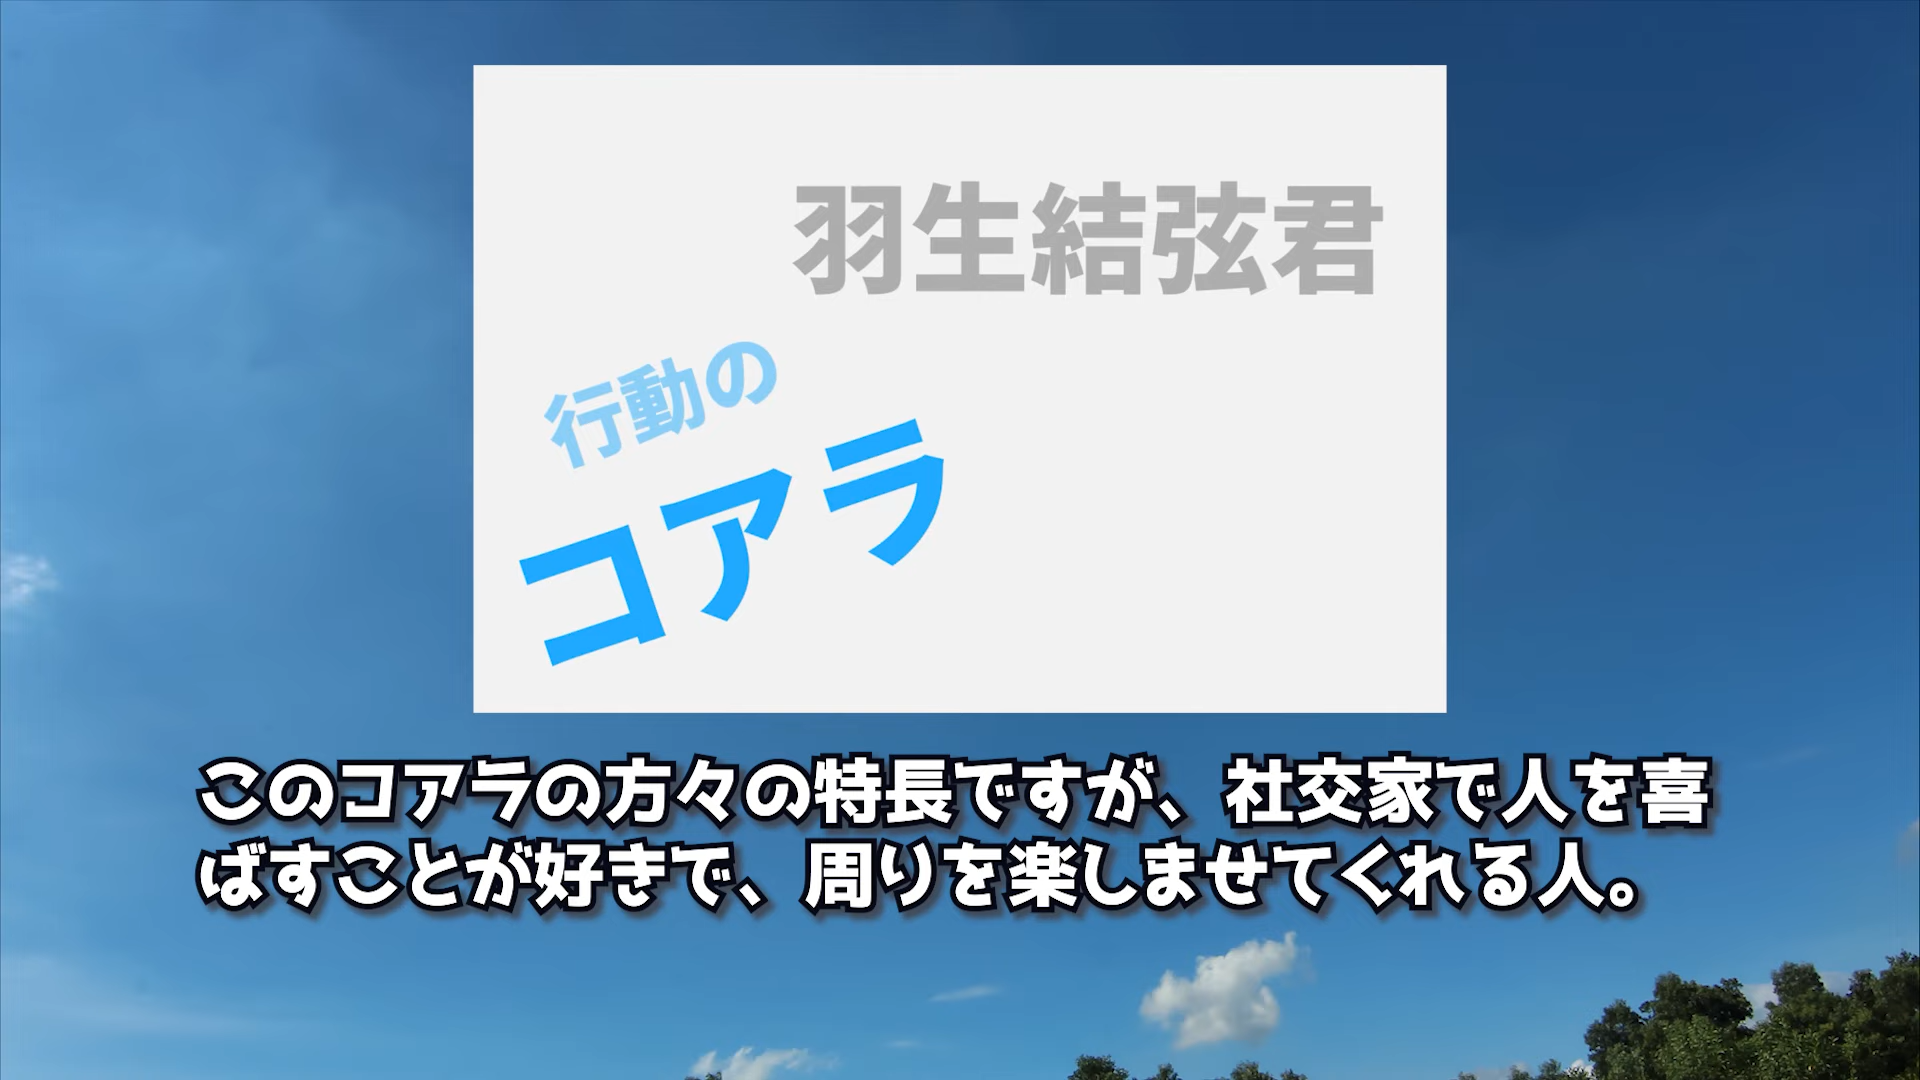 羽生結弦君
行動の
コアラ
このコアラの方々の特長ですが、社交家で人を喜
ばすことが好きで、周りを楽しませてくれる人。